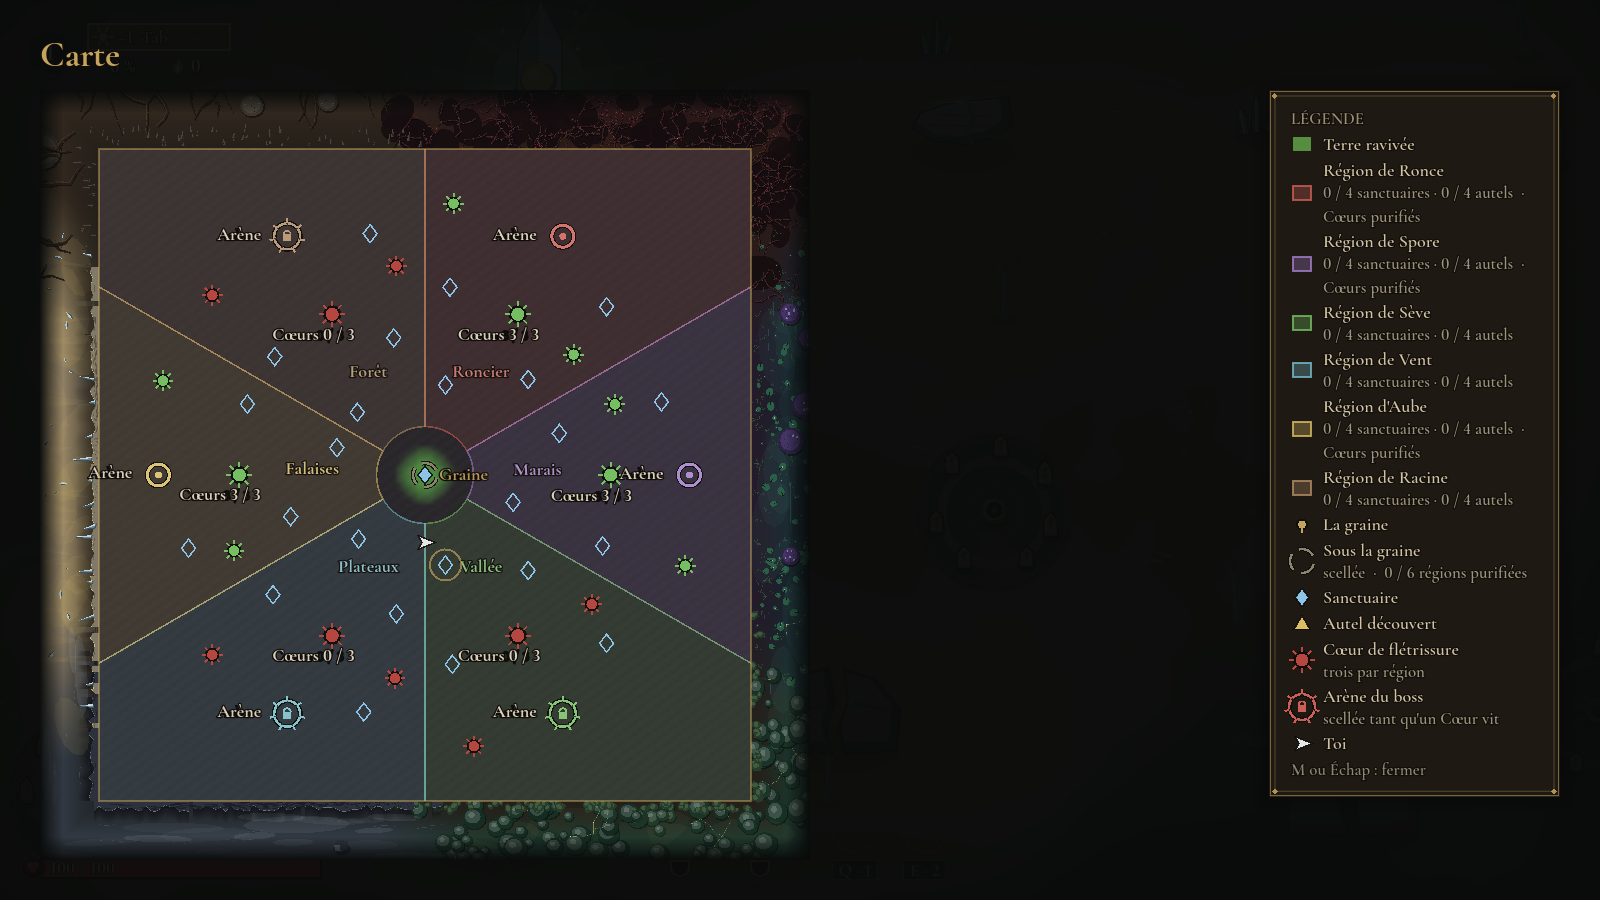 Carte
Arène
Arène
Cœurs 0 / 3
Cœurs 3 / 3
Forêt
Roncier
Falaises
Graine
Marais
Arène
Arène
Cœurs 3 / 3
Cœurs 3 / 3
Plateaux
Vallée
Cœurs 0 / 3
Cœurs 0 / 3
Arène
Arène
LÉGENDE
Terre ravivée
Région de Ronce
0 / 4 sanctuaires · 0 / 4 autels ·
Cœurs purifiés
Région de Spore
0 / 4 sanctuaires · 0 / 4 autels ·
Cœurs purifiés
Région de Sève
0 / 4 sanctuaires · 0 / 4 autels
Région de Vent
0 / 4 sanctuaires · 0 / 4 autels
Région d'Aube
0 / 4 sanctuaires · 0 / 4 autels ·
Cœurs purifiés
Région de Racine
0 / 4 sanctuaires · 0 / 4 autels
La graine
Sous la graine
scellée · 0 / 6 régions purifiées
Sanctuaire
Autel découvert
Cœur de flétrissure
trois par région
Arène du boss
scellée tant qu'un Cœur vit
Toi
M ou Échap : fermer
100 / 100